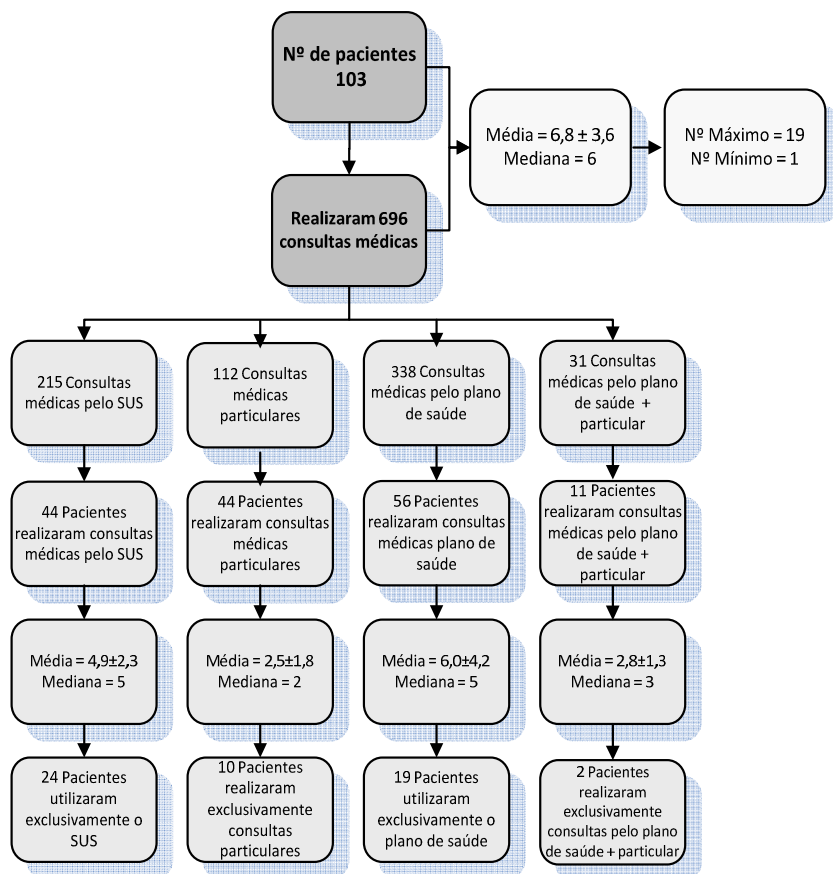 Nº de pacientes
103
Média = 6,8 ± 3,6
Mediana = 6
Nº Máximo = 19
Nº Mínimo = 1
Realizaram 696
consultas médicas
215 Consultas
médicas pelo SUS
112 Consultas
médicas
particulares
338 Consultas
médicas pelo plano
de saúde
31 Consultas
médicas pelo plano
de saúde +
particular
44 Pacientes
realizaram consultas
médicas pelo SUS
44 Pacientes
realizaram consultas
médicas
particulares
56 Pacientes
realizaram consultas
médicas plano de
saúde
11 Pacientes
realizaram consultas
médicas pelo plano
de saúde +
particular
Média = 4,9±2,3
Mediana = 5
Média = 2,5±1,8
Mediana = 2
Média = 6,0±4,2
Mediana = 5
Média = 2,8±1,3
Mediana = 3
24 Pacientes
utilizaram
exclusivamente o
SUS
10 Pacientes
realizaram
exclusivamente
consultas
particulares
19 Pacientes
utilizaram
exclusivamente o
plano de saúde
2 Pacientes
realizaram
exclusivamente
consultas pelo plano
de saúde + particular